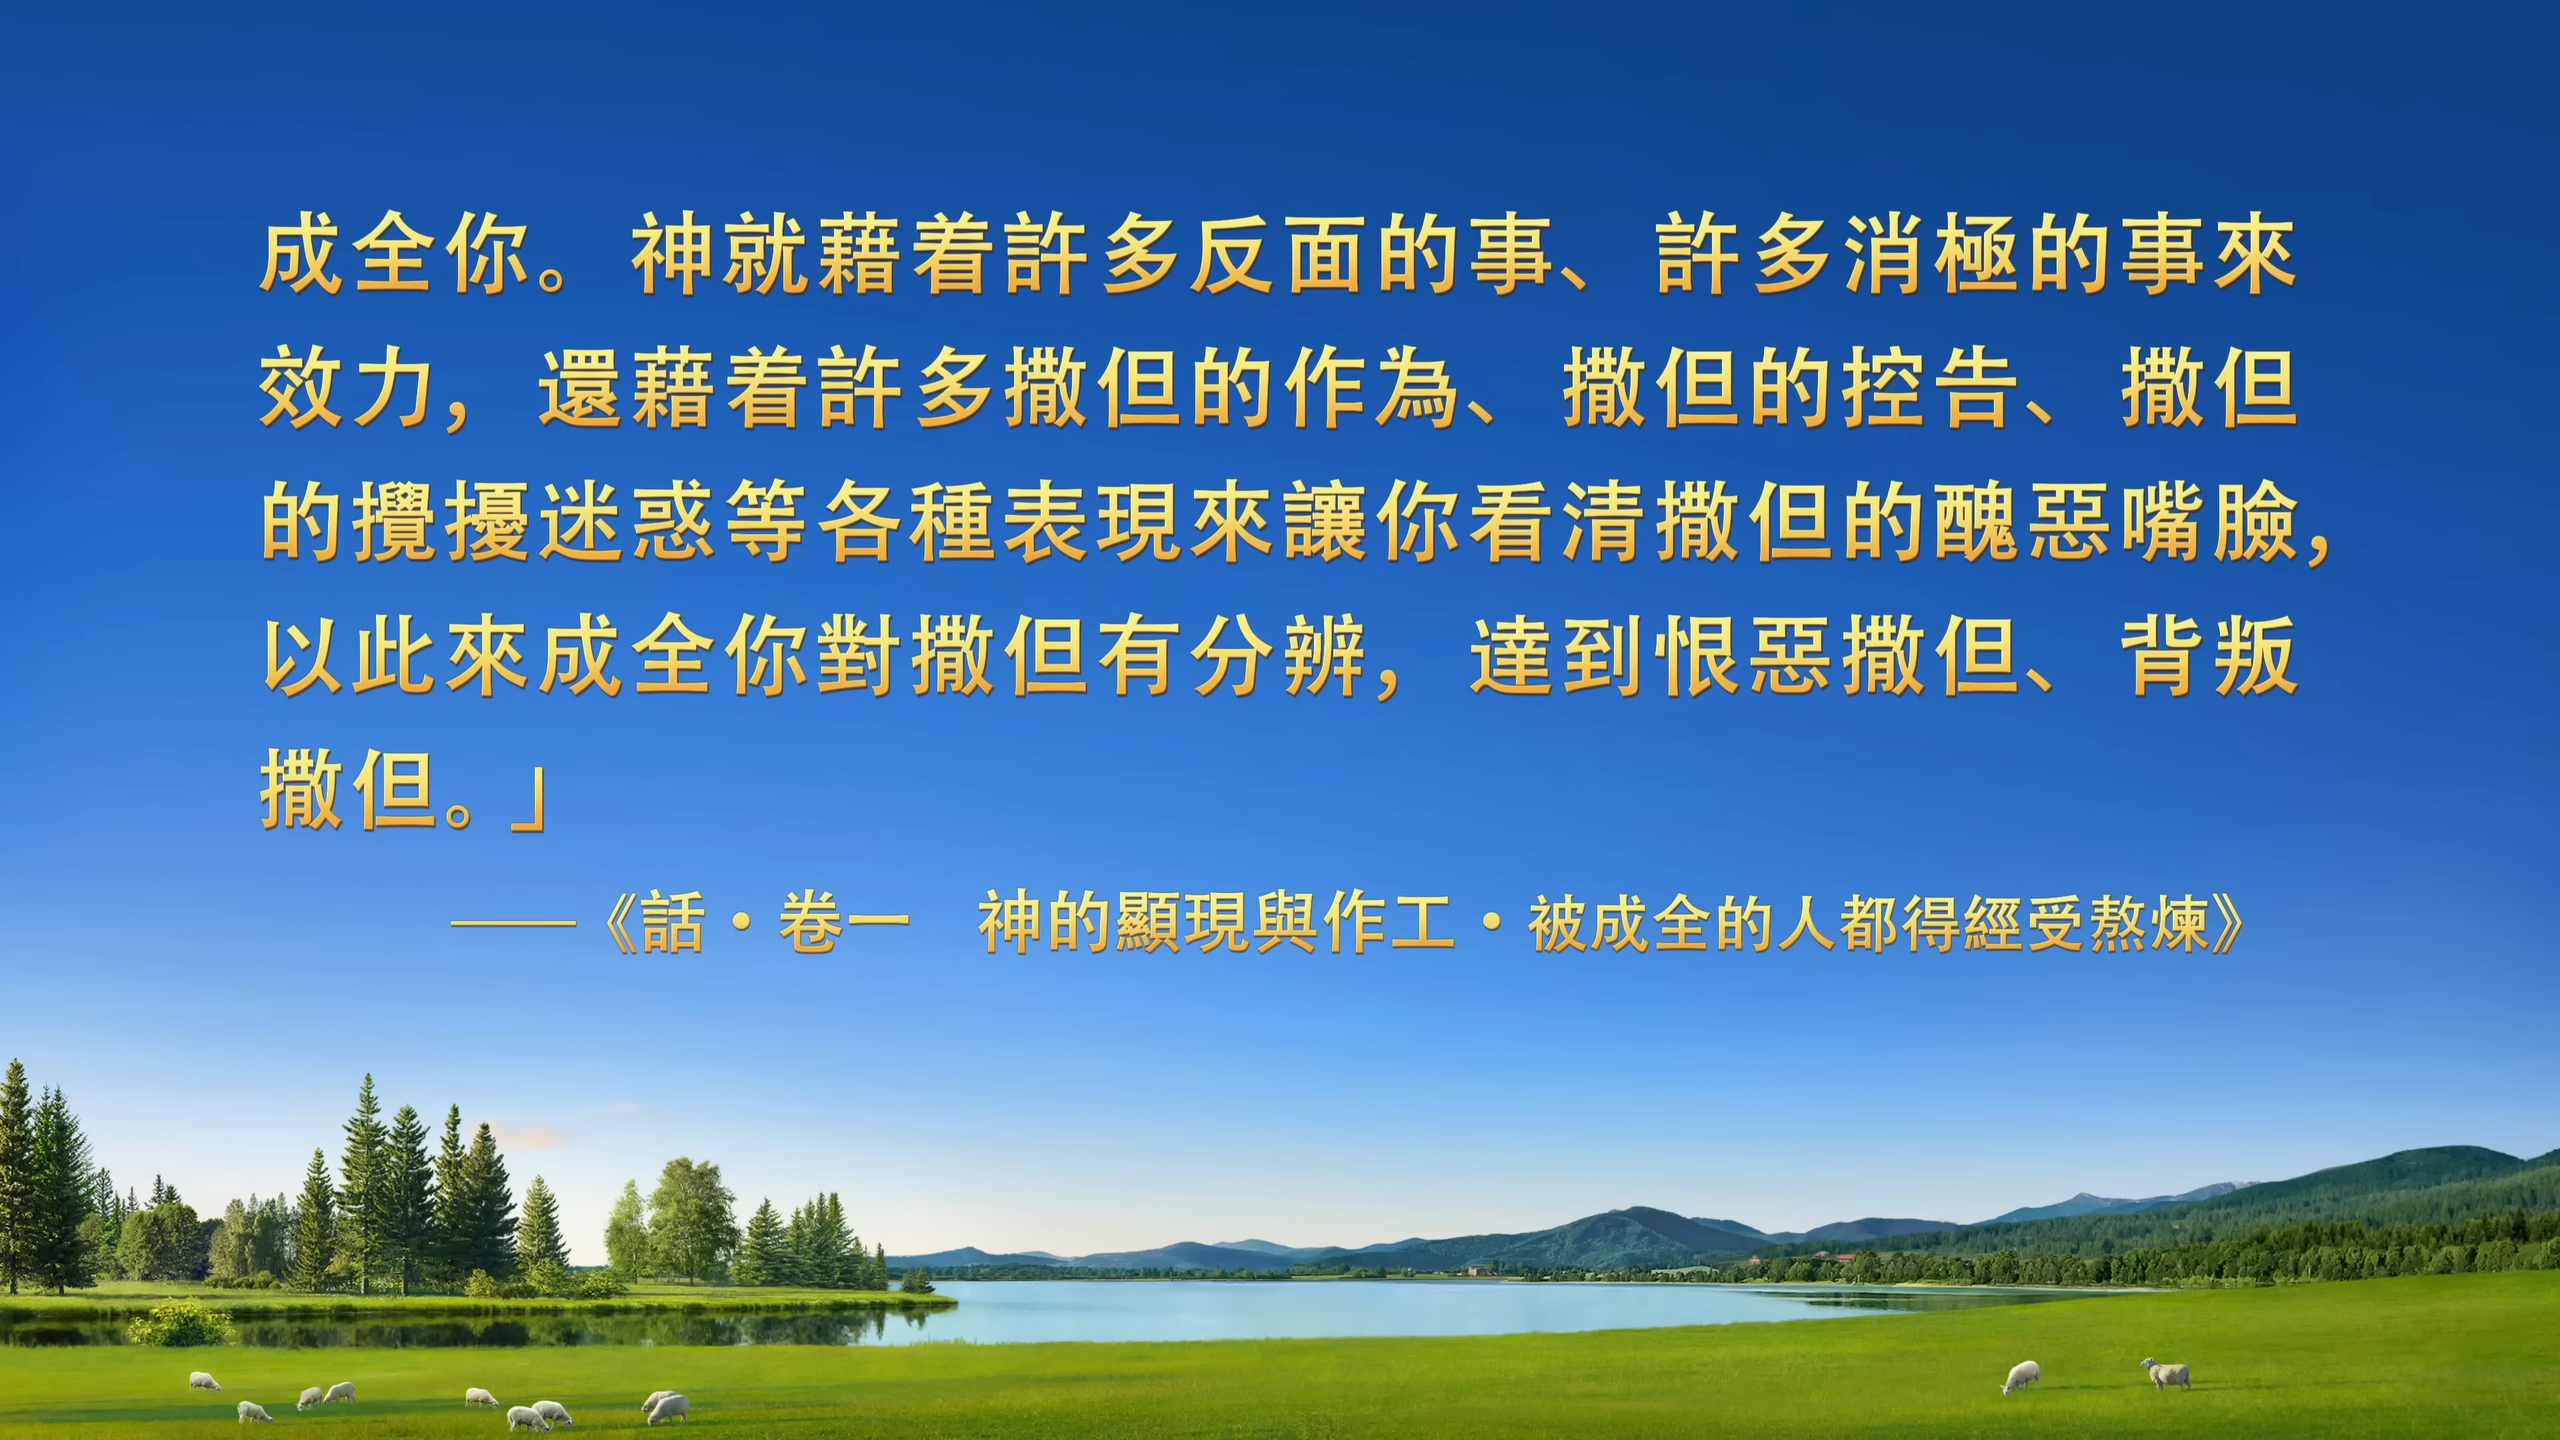 成全你。神就藉着許多反面的事、許多消極的事來
效力，還藉着許多撒但的作為、撒但的控告、撒但
的攪擾迷惑等各種表現來讓你看清撒但的醜惡嘴臉，
以此來成全你對撒但有分辨，達到恨惡撒但、背叛
撒但。」
——《話・卷一　神的顯現與作工・被成全的人都得經受熬煉》